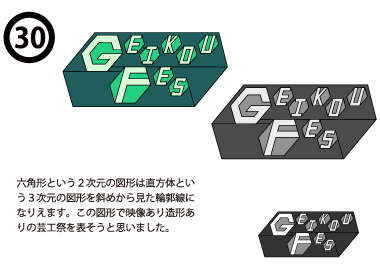 30
GEIKOU
FES
GEIKOU
FES
六角形という２次元の図形は直方体とい
う３次元の図形を斜めから見た輪郭線に
なりえます。この図形で映像あり造形あ
りの芸工祭を表そうと思いました。
GEIKOU
FES